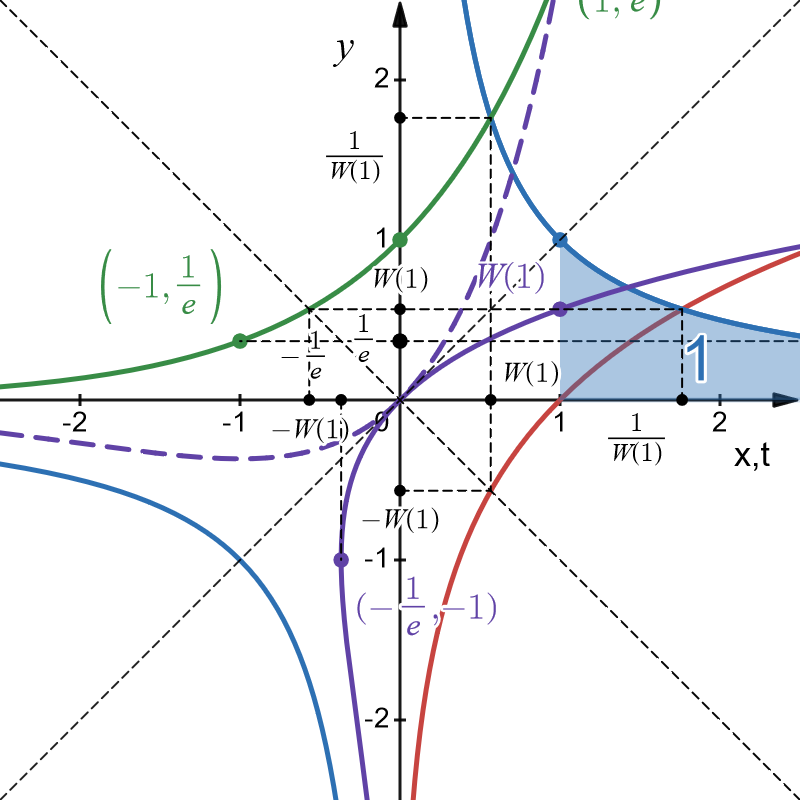 (1, e)
y
2
1/W(1)
1
(−1, 1/e)
W(1)
W(1)
−1/e
1/e
1
W(1)
-2
-1
0
1
2
−W(1)
1/W(1)
x,t
−W(1)
-1
(−1/e, −1)
-2